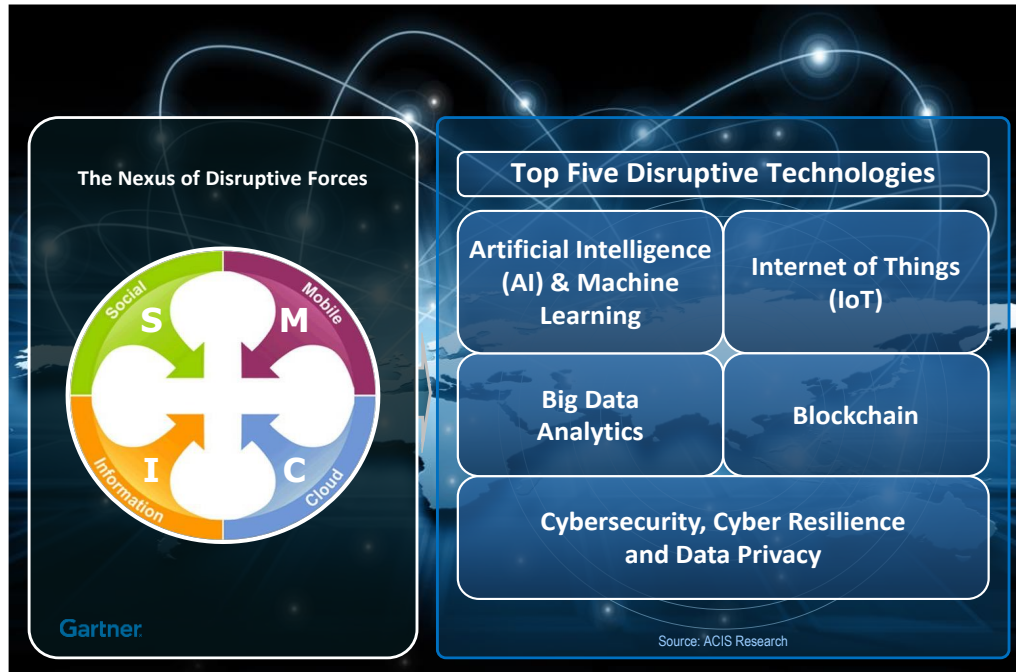 The Nexus of Disruptive Forces
Social
S
Mobile
M
Information
I
Cloud
C
Gartner
Top Five Disruptive Technologies
Artificial Intelligence
(AI) & Machine
Learning
Internet of Things
(IoT)
Big Data
Analytics
Blockchain
Cybersecurity, Cyber Resilience
and Data Privacy
Source: ACIS Research